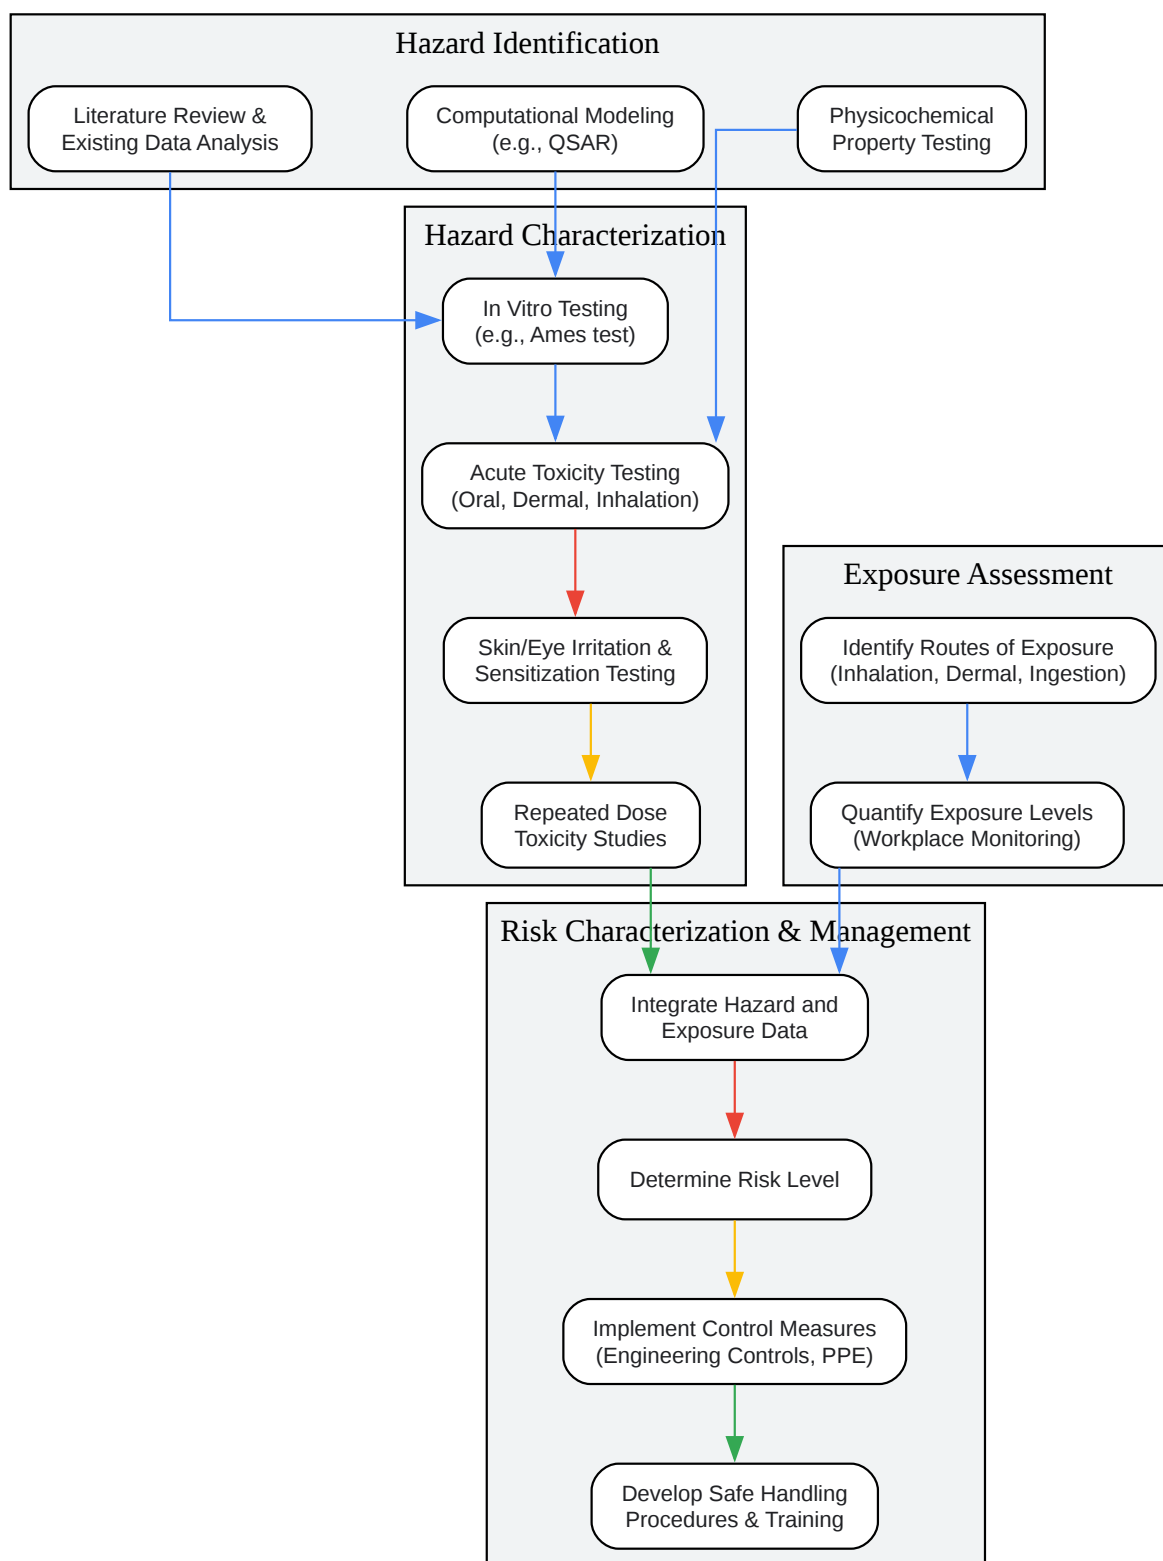 Hazard Identification
Literature Review &
Existing Data Analysis
Computational Modeling
(e.g., QSAR)
Physicochemical
Property Testing
Hazard Characterization
In Vitro Testing
(e.g., Ames test)
Acute Toxicity Testing
(Oral, Dermal, Inhalation)
Skin/Eye Irritation &
Sensitization Testing
Repeated Dose
Toxicity Studies
Exposure Assessment
Identify Routes of Exposure
(Inhalation, Dermal, Ingestion)
Quantify Exposure Levels
(Workplace Monitoring)
Risk Characterization & Management
Integrate Hazard and
Exposure Data
Determine Risk Level
Implement Control Measures
(Engineering Controls, PPE)
Develop Safe Handling
Procedures & Training